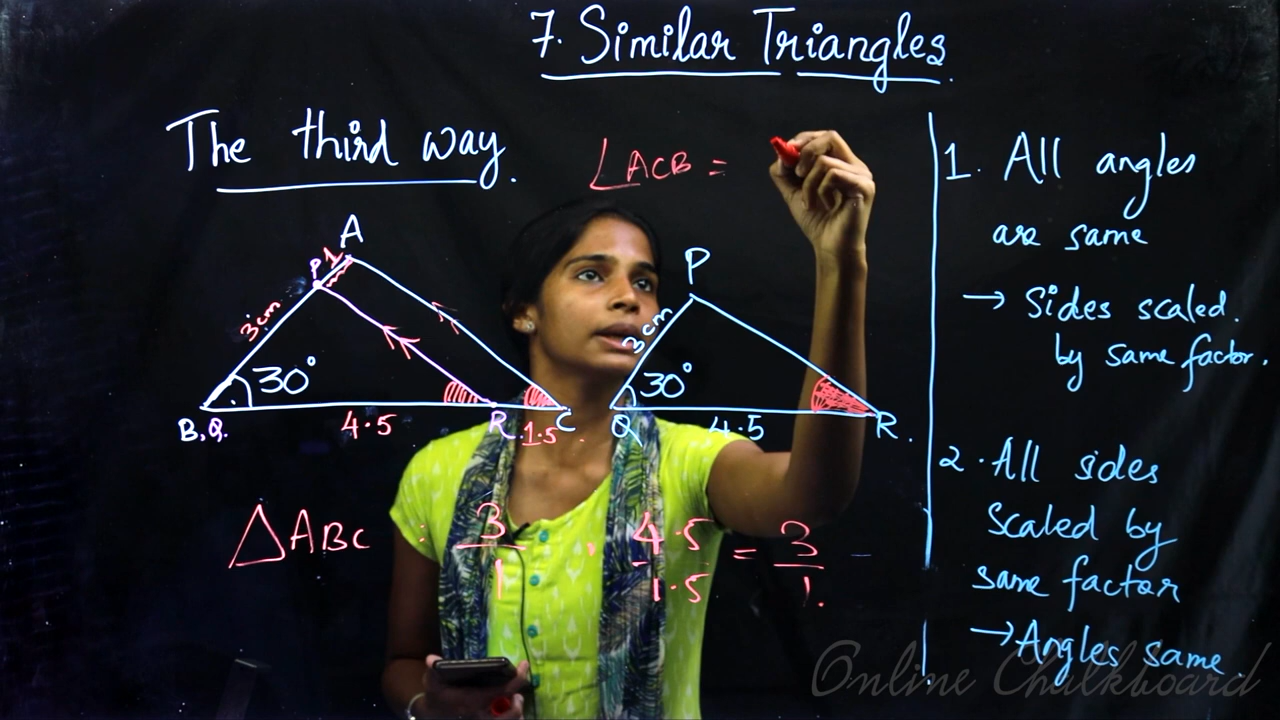 7. Similar Triangles.
The third way.
∠ACB =
A
P 1
3cm
30°
B,Q. 4.5 R. 1.5 C
P
3cm
30°
Q 4.5 R.
△ABC : 3/1 , 4.5/1.5 = 3/1.
1. All angles
are same
→ Sides scaled.
by same factor.
2. All sides
Scaled by
same factor
→ Angles same.
Online Chalkboard